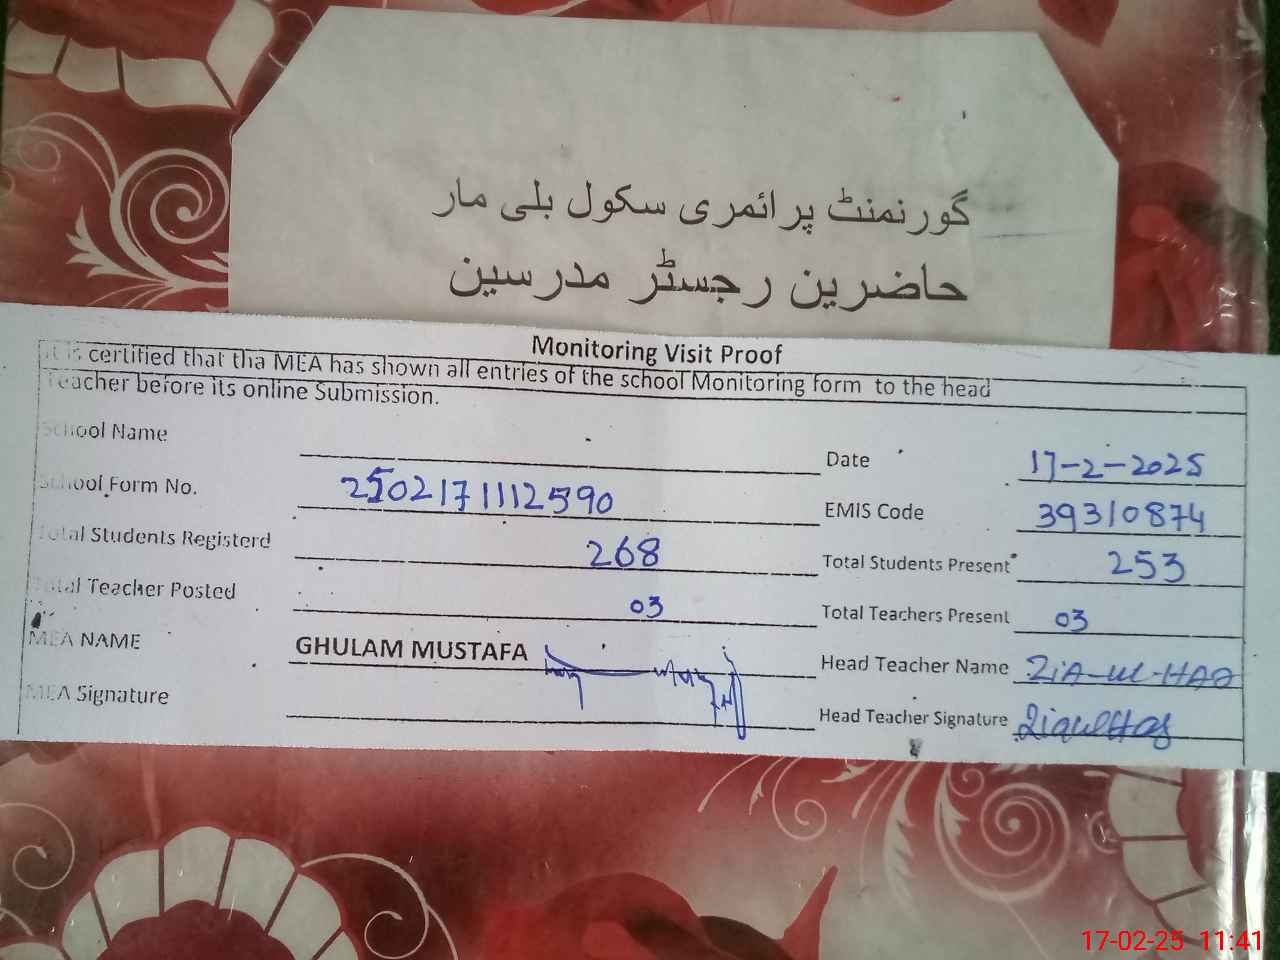 گورنمنٹ پرائمری سکول بلی مار
حاضرین رجسٹر مدرسین
Monitoring Visit Proof
It is certified that tha MEA has shown all entries of the school Monitoring form to the head
Teacher before its online Submission.
School Name
Date 17-2-2025
School Form No. 2502171112590
EMIS Code 39310874
Total Students Registerd 268
Total Students Present 253
Total Teacher Posted 03
Total Teachers Present 03
MEA NAME GHULAM MUSTAFA
Head Teacher Name ZiA-ul-HAQ
MEA Signature
Head Teacher Signature Ziaulhaq
17-02-25 11:41